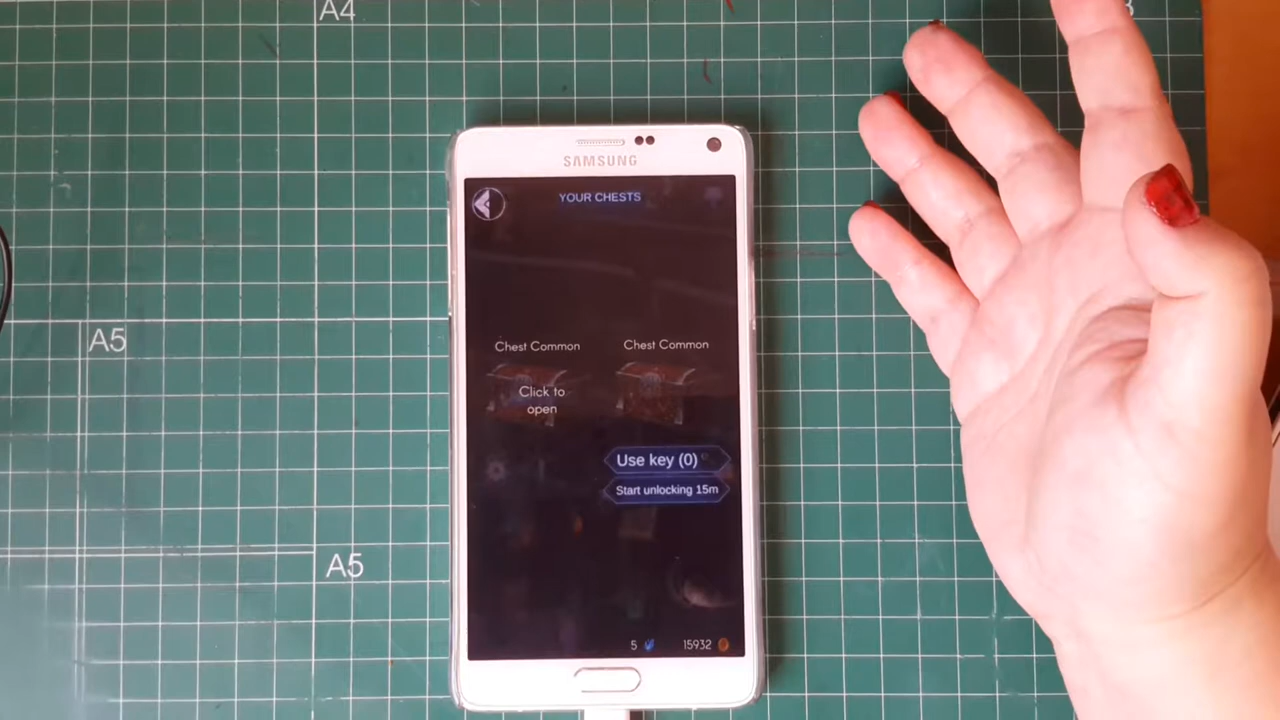 A4
SAMSUNG
YOUR CHESTS
A5
Chest Common
Chest Common
Click to
open
Use key (0)
Start unlocking 15m
A5
5
15932